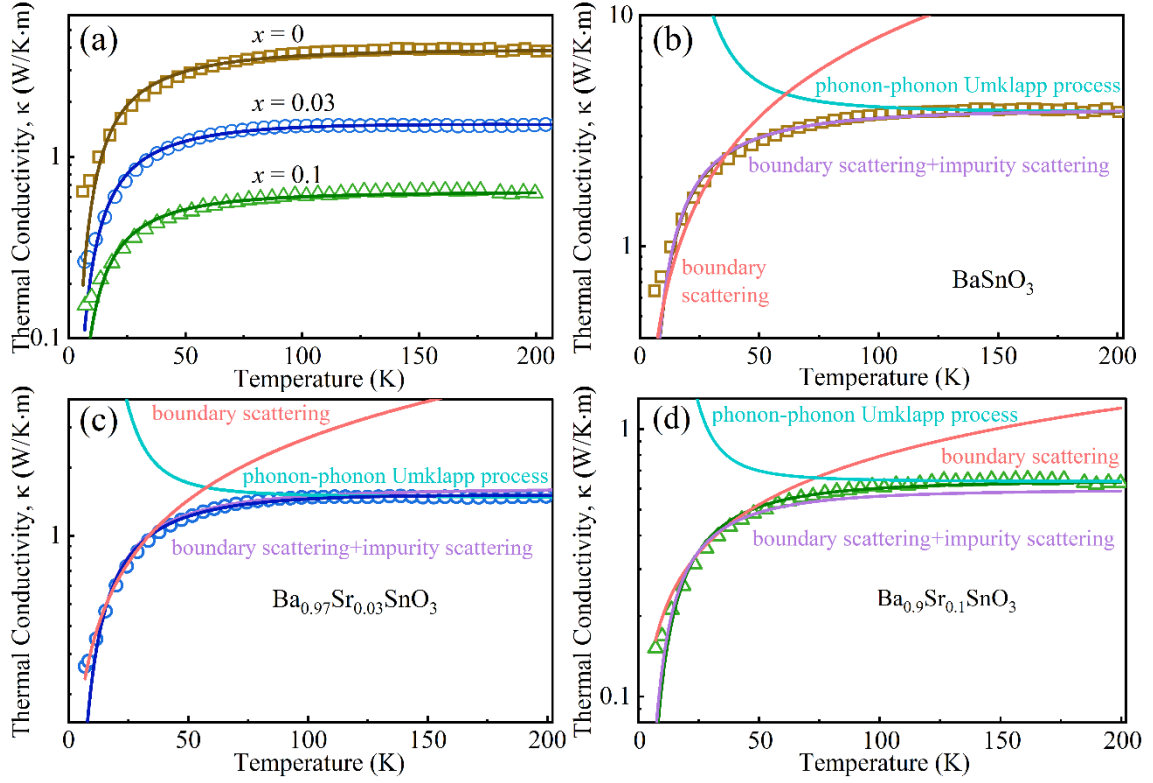 (a)
x = 0
x = 0.03
x = 0.1
Thermal Conductivity, κ (W/K·m)
1
0.1
0
50
100
150
200
Temperature (K)
(b)
10
1
phonon-phonon Umklapp process
boundary scattering+impurity scattering
boundary
scattering
BaSnO₃
Thermal Conductivity, κ (W/K·m)
0
50
100
150
200
Temperature (K)
(c)
boundary scattering
phonon-phonon Umklapp process
1
boundary scattering+impurity scattering
Ba₀.₉₇Sr₀.₀₃SnO₃
Thermal Conductivity, κ (W/K·m)
0
50
100
150
200
Temperature (K)
(d)
phonon-phonon Umklapp process
1
boundary scattering
boundary scattering+impurity scattering
Ba₀.₉Sr₀.₁SnO₃
0.1
Thermal Conductivity, κ (W/K·m)
0
50
100
150
200
Temperature (K)